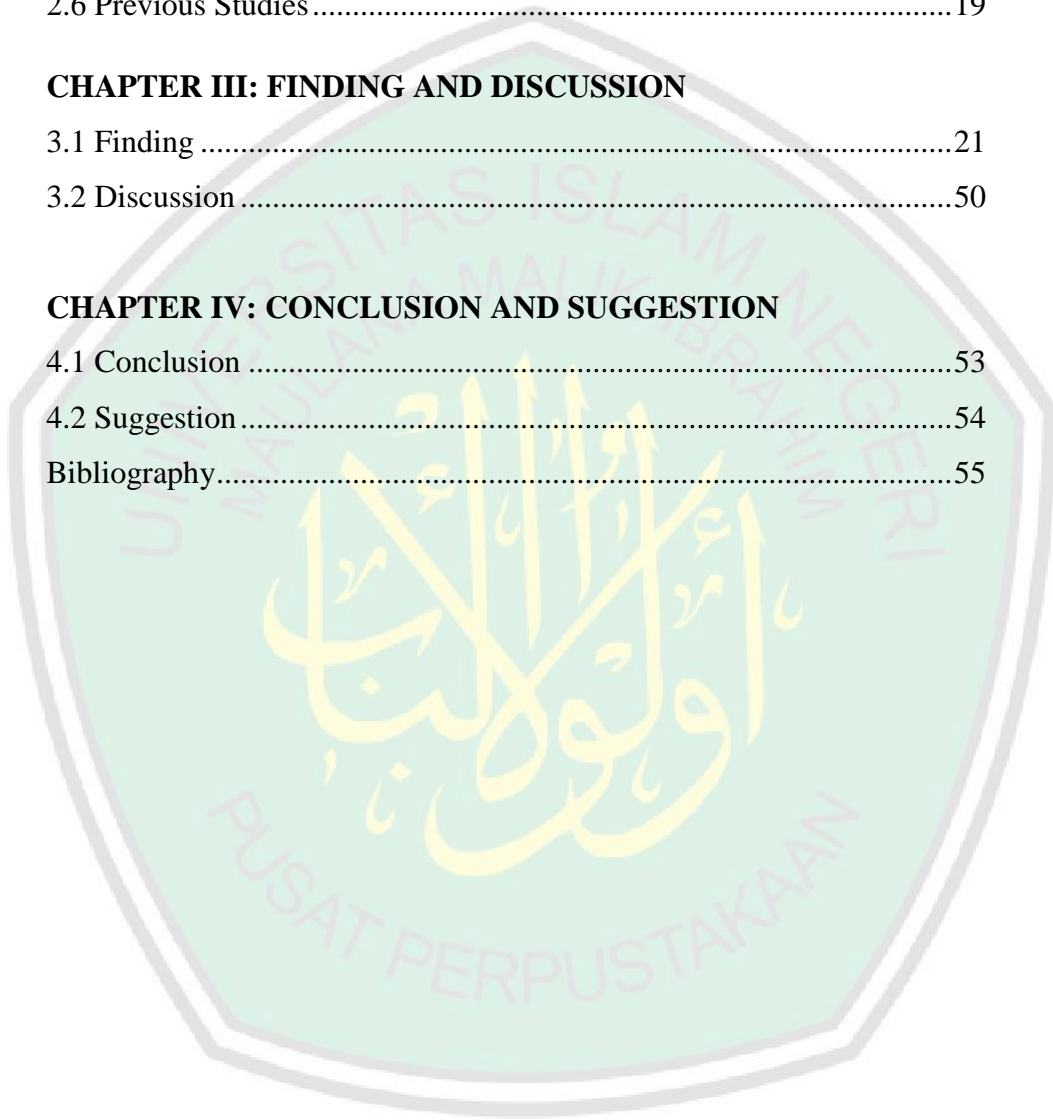 2.6 Previous Studies....................................................................................19
CHAPTER III: FINDING AND DISCUSSION
3.1 Finding ..................................................................................................21
3.2 Discussion .............................................................................................50
CHAPTER IV: CONCLUSION AND SUGGESTION
4.1 Conclusion ............................................................................................53
4.2 Suggestion .............................................................................................54
Bibliography................................................................................................55
UNIVERSITAS ISLAM NEGERI
MAULANA MALIK IBRAHIM
أولو الألباب
PUSAT PERPUSTAKAAN